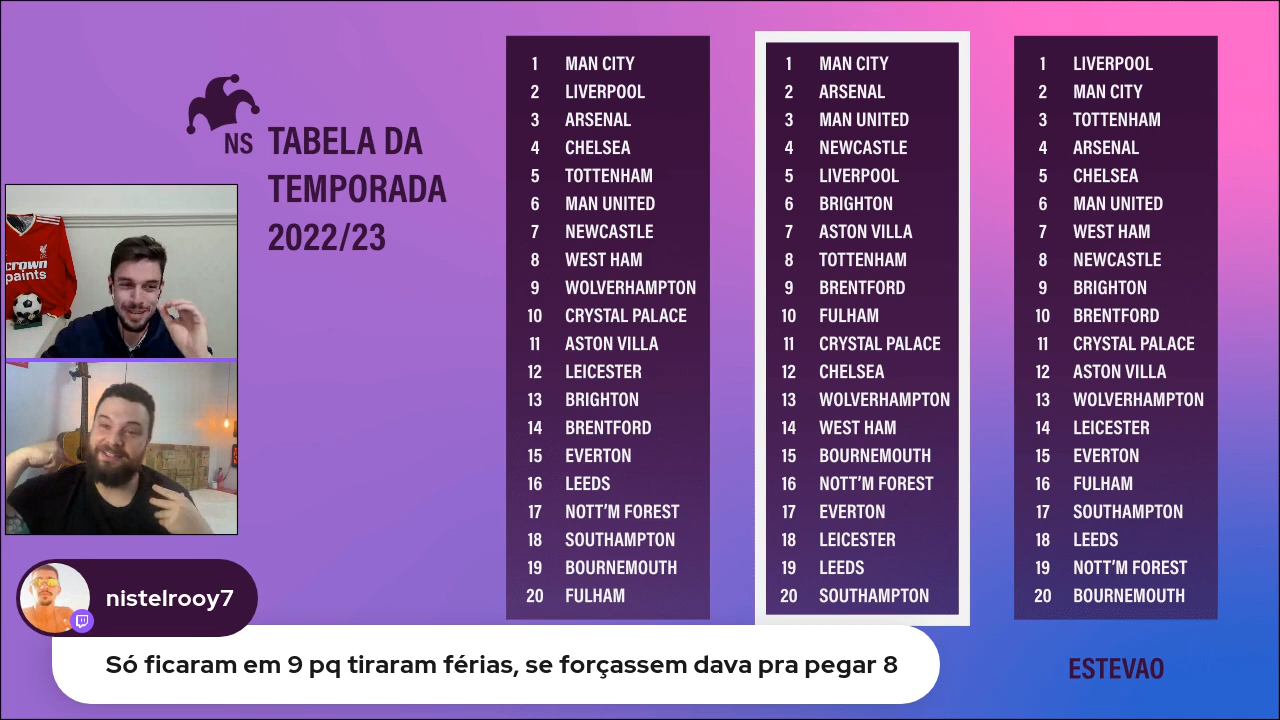 NS
TABELA DA
TEMPORADA
2022/23
1 MAN CITY
2 LIVERPOOL
3 ARSENAL
4 CHELSEA
5 TOTTENHAM
6 MAN UNITED
7 NEWCASTLE
8 WEST HAM
9 WOLVERHAMPTON
10 CRYSTAL PALACE
11 ASTON VILLA
12 LEICESTER
13 BRIGHTON
14 BRENTFORD
15 EVERTON
16 LEEDS
17 NOTT'M FOREST
18 SOUTHAMPTON
19 BOURNEMOUTH
20 FULHAM
1 MAN CITY
2 ARSENAL
3 MAN UNITED
4 NEWCASTLE
5 LIVERPOOL
6 BRIGHTON
7 ASTON VILLA
8 TOTTENHAM
9 BRENTFORD
10 FULHAM
11 CRYSTAL PALACE
12 CHELSEA
13 WOLVERHAMPTON
14 WEST HAM
15 BOURNEMOUTH
16 NOTT'M FOREST
17 EVERTON
18 LEICESTER
19 LEEDS
20 SOUTHAMPTON
1 LIVERPOOL
2 MAN CITY
3 TOTTENHAM
4 ARSENAL
5 CHELSEA
6 MAN UNITED
7 WEST HAM
8 NEWCASTLE
9 BRIGHTON
10 BRENTFORD
11 CRYSTAL PALACE
12 ASTON VILLA
13 WOLVERHAMPTON
14 LEICESTER
15 EVERTON
16 FULHAM
17 SOUTHAMPTON
18 LEEDS
19 NOTT'M FOREST
20 BOURNEMOUTH
ESTEVAO
crown
paints
nistelrooy7
Só ficaram em 9 pq tiraram férias, se forçassem dava pra pegar 8